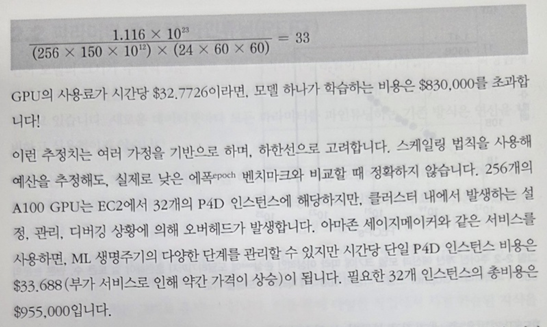 1.116 × 10²³
(256 × 150 × 10¹²) × (24 × 60 × 60) = 33
GPU의 사용료가 시간당 $32.7726이라면, 모델 하나가 학습하는 비용은 $830,000를 초과합
니다!
이런 추정치는 여러 가정을 기반으로 하며, 하한선으로 고려합니다. 스케일링 법칙을 사용해
예산을 추정해도, 실제로 낮은 에폭epoch 벤치마크와 비교할 때 정확하지 않습니다. 256개의
A100 GPU는 EC2에서 32개의 P4D 인스턴스에 해당하지만, 클러스터 내에서 발생하는 설
정, 관리, 디버깅 상황에 의해 오버헤드가 발생합니다. 아마존 세이지메이커와 같은 서비스를
사용하면, ML 생명주기의 다양한 단계를 관리할 수 있지만 시간당 단일 P4D 인스턴스 비용은
$33.688(부가 서비스로 인해 약간 가격이 상승)이 됩니다. 필요한 32개 인스턴스의 총비용은
$955,000입니다.